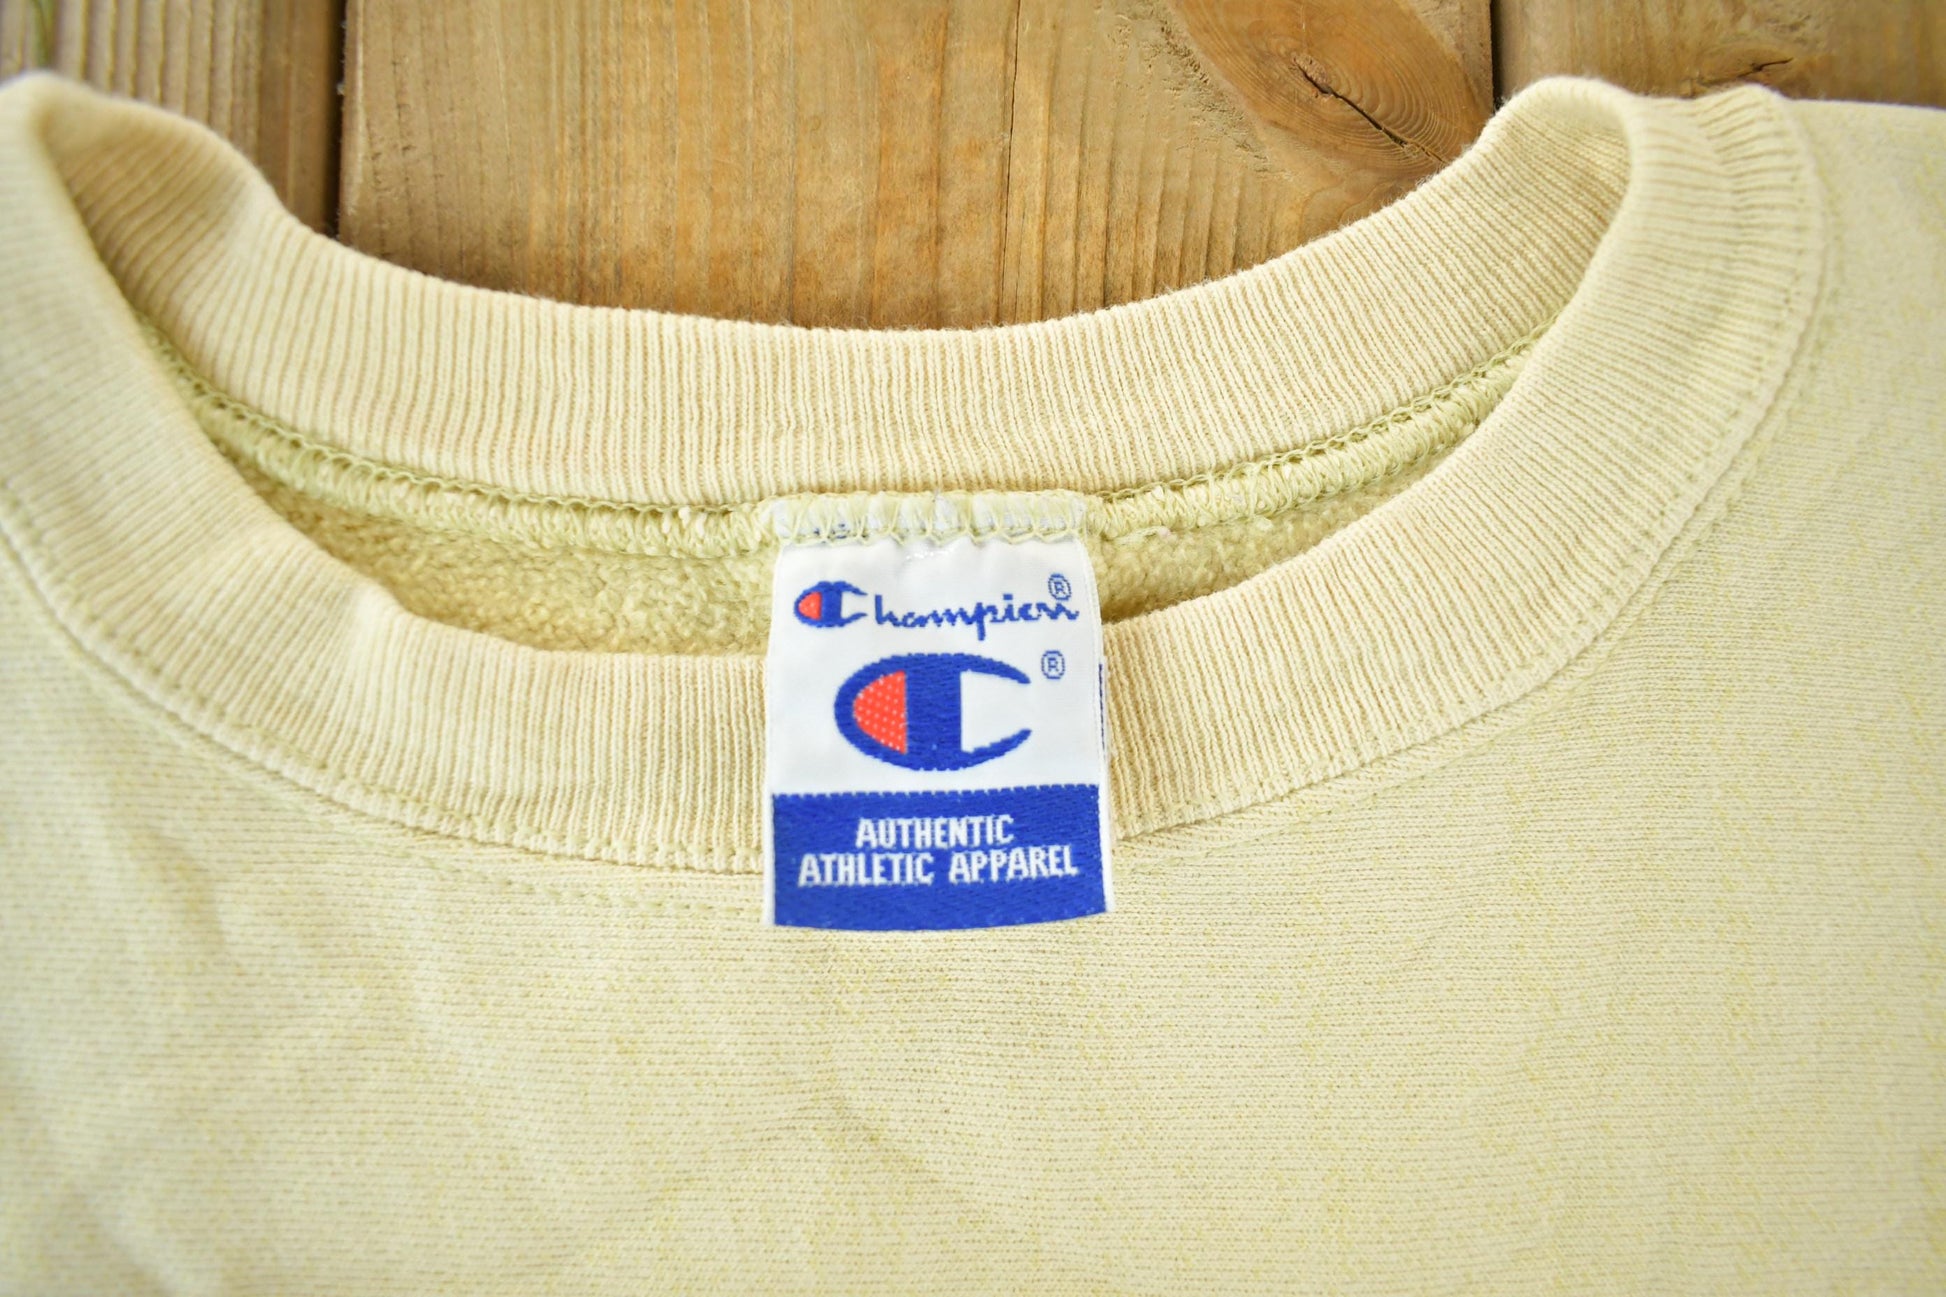 Champion®
®
AUTHENTIC
ATHLETIC APPAREL